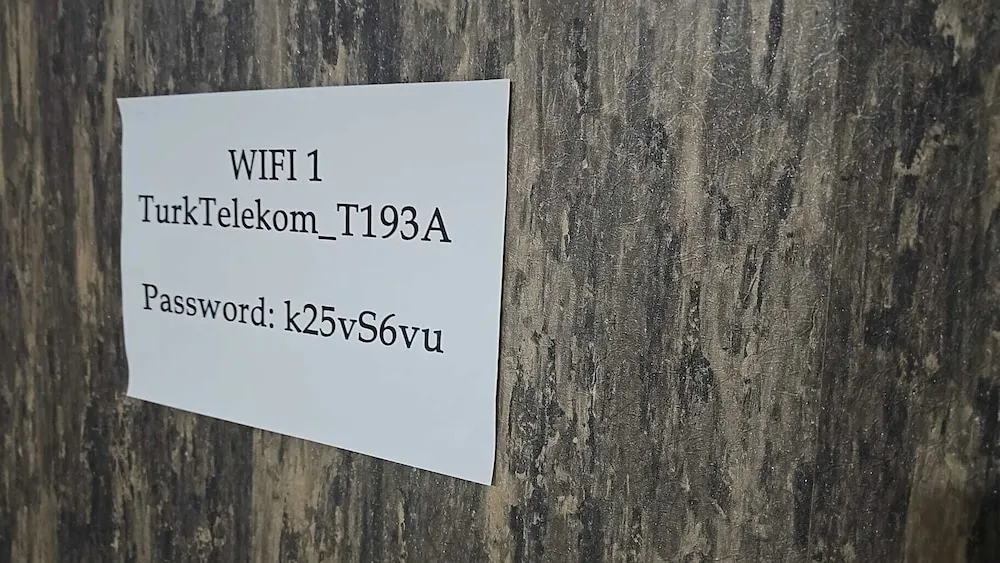 WIFI 1
TurkTelekom_T193A
Password: k25vS6vu